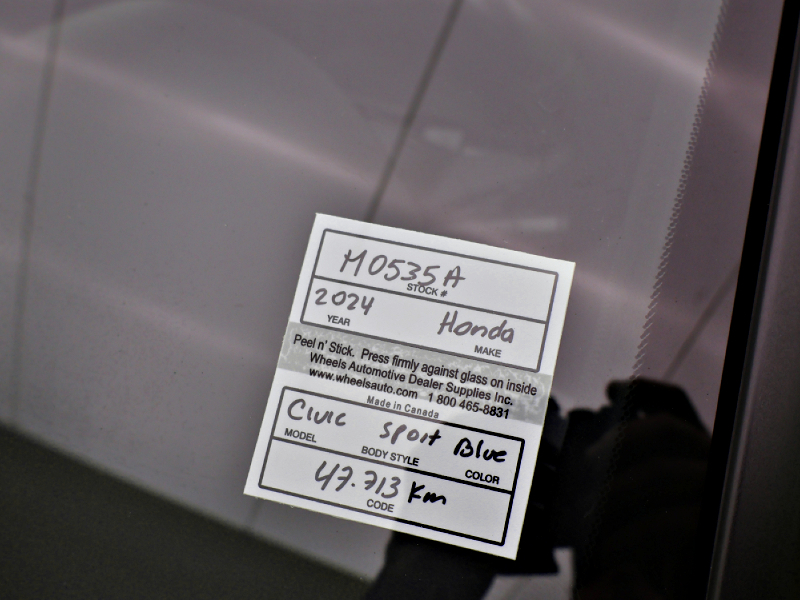 M0535A
STOCK #
2024 Honda
YEAR MAKE
Peel n' Stick. Press firmly against glass on inside
Wheels Automotive Dealer Supplies Inc.
www.wheelsauto.com 1 800 465-8831
Made in Canada
Civic Sport Blue
MODEL BODY STYLE COLOR
47.713 Km
CODE